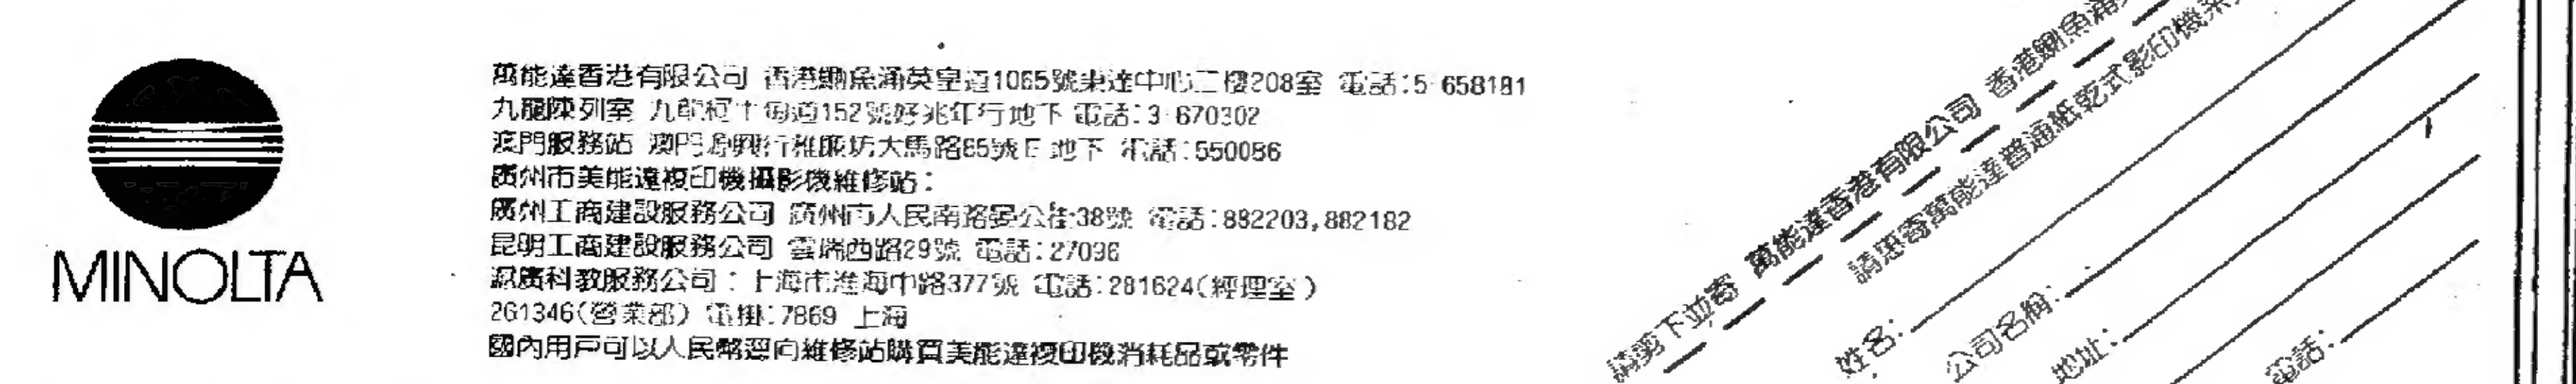 MINOLTA
萬能達香港有限公司 香港鰂魚涌英皇道1065號東達中心二樓208室 電話:5-658181
九龍陳列室 九龍柯士甸道152號好兆年行地下 電話:3-670302
澳門服務站 澳門 大馬路85號E地下 電話:550086
廣州市美能達複印機攝影機維修站:
廣州工商建設服務公司 廣州市人民南路晏公街38號 電話:882203,882182
昆明工商建設服務公司 雲瑞西路29號 電話:27096
滬廣科教服務公司:上海市淮海中路377號 電話:281624(經理室)
261346(營業部) 電掛:7869 上海
國內用戶可以人民幣逕向維修站購買美能達複印機消耗品或零件
請剪下並寄 萬能達香港有限公司 香港鰂魚涌
請惠寄萬能達普通紙乾式影印機
姓名:
公司名稱:
地址:
電話: